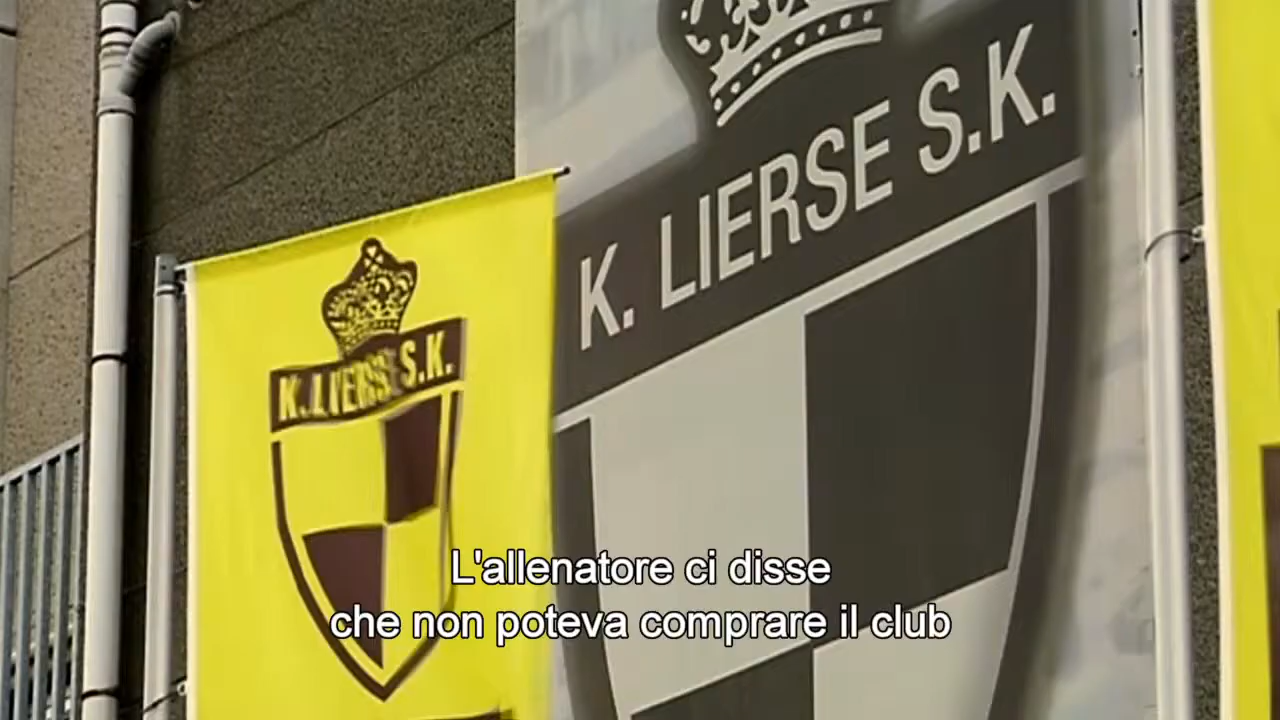 K. LIERSE S.K.
K. LIERSE S.K.
L'allenatore ci disse
che non poteva comprare il club